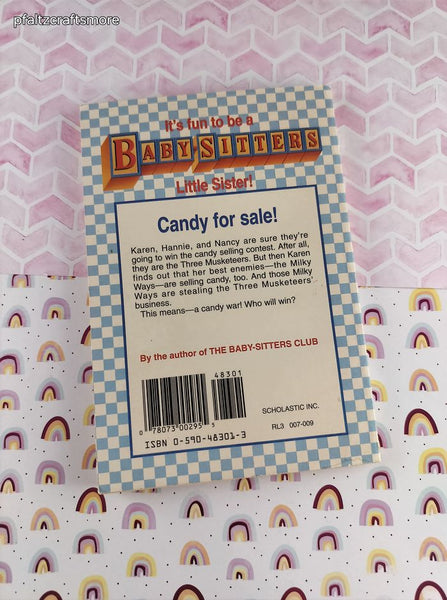 pfaltzcraftsmore
It's fun to be a
BABY-SITTERS
Little Sister!
Candy for sale!
Karen, Hannie, and Nancy are sure they're
going to win the candy selling contest. After all,
they are the Three Musketeers. But then Karen
finds out that her best enemies—the Milky
Ways—are selling candy, too. And those Milky
Ways are stealing the Three Musketeers'
business.
This means—a candy war! Who will win?
By the author of THE BABY-SITTERS CLUB
48301
0 78073 00295 5
ISBN 0-590-48301-3
SCHOLASTIC INC.
RL3 007-009